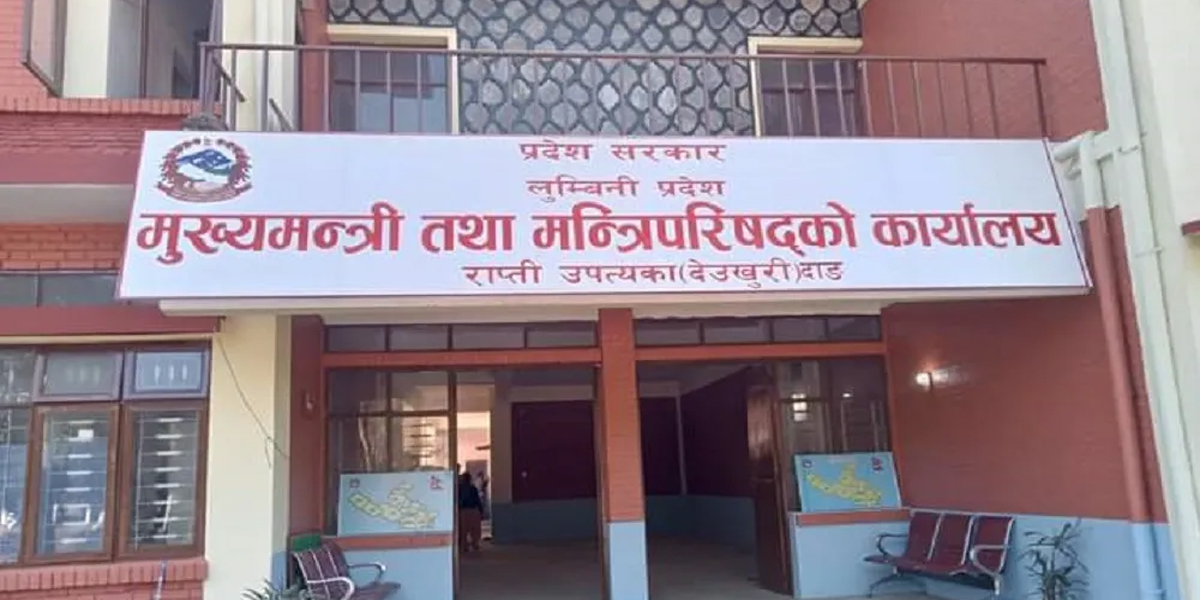 प्रदेश सरकार
लुम्बिनी प्रदेश
मुख्यमन्त्री तथा मन्त्रिपरिषद्को कार्यालय
राप्ती उपत्यका(देउखुरी)दाङ